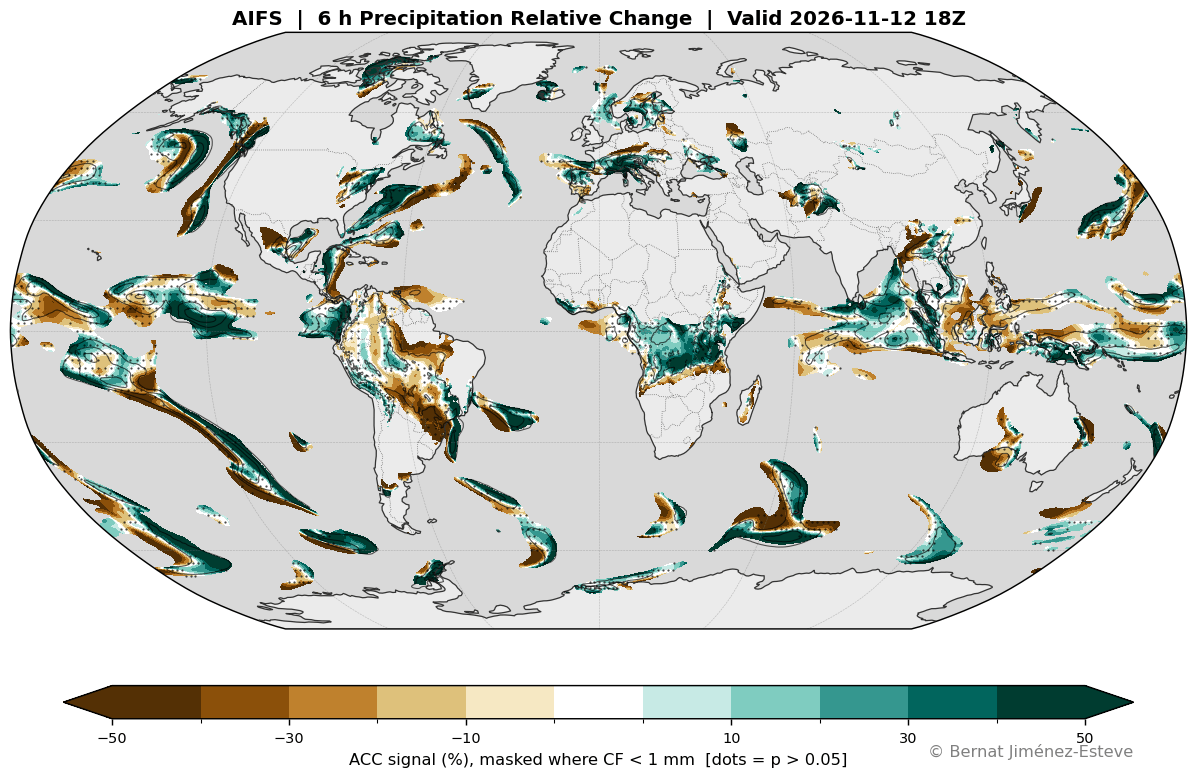 AIFS | 6 h Precipitation Relative Change | Valid 2026-11-12 18Z
−50 −30 −10 10 30 50
© Bernat Jiménez-Esteve
ACC signal (%), masked where CF < 1 mm [dots = p > 0.05]